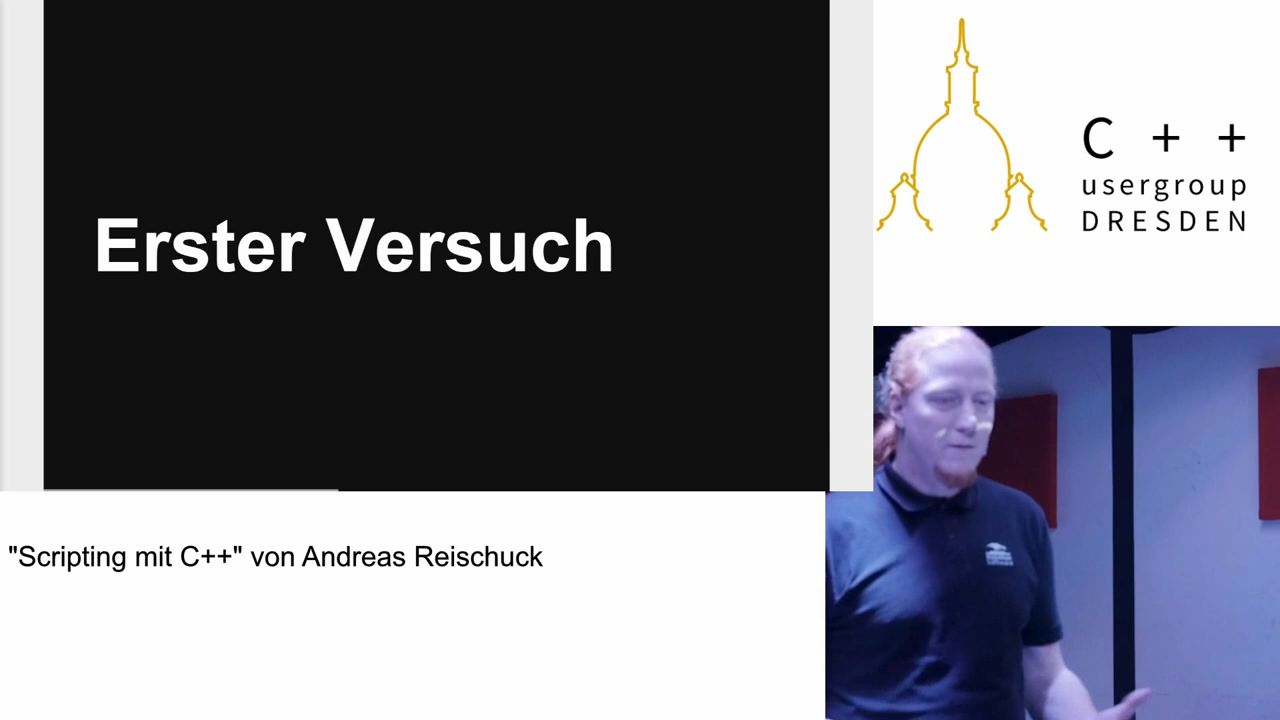 Erster Versuch
C + +
usergroup
DRESDEN
"Scripting mit C++" von Andreas Reischuck